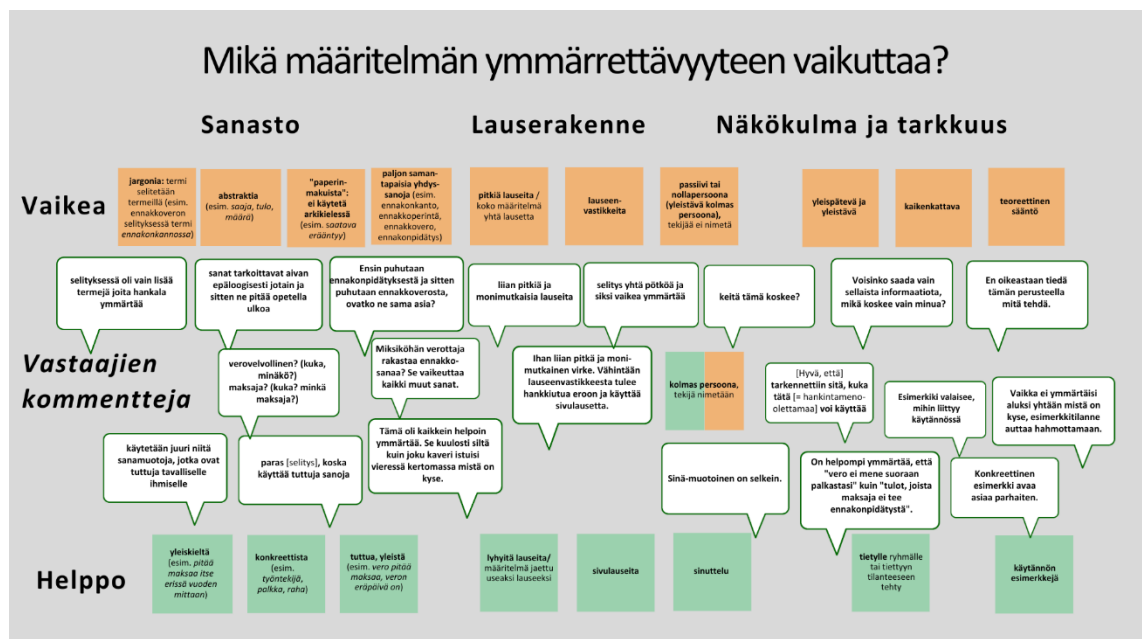 Mikä määritelmän ymmärrettävyyteen vaikuttaa?
Sanasto
Lauserakenne
Näkökulma ja tarkkuus
Vaikea
jargonia: termi
selitetään
termeillä (esim.
ennakkoveron
selityksessä termi
ennakonkannossa)
abstraktia
(esim. saaja, tulo,
määrä)
"paperin-
makuista":
ei käytetä
arkikielessä
(esim. saatava
erääntyy)
paljon saman-
tapaisia yhdys-
sanoja (esim.
ennakonkanto,
ennakkoperintä,
ennakkovero,
ennakonpidätys)
pitkiä lauseita /
koko määritelmä
yhtä lausetta
lauseen-
vastikkeita
passiivi tai
nollapersoona
(yleistävä kolmas
persoona),
tekijää ei nimetä
yleispätevä ja
yleistävä
kaikenkattava
teoreettinen
sääntö
Vastaajien
kommentteja
selityksessä oli vain lisää
termejä joita hankala
ymmärtää
sanat tarkoittavat aivan
epäloogisesti jotain ja
sitten ne pitää opetella
ulkoa
Ensin puhutaan
ennakonpidätyksestä ja sitten
puhutaan ennakkoverosta,
ovatko ne sama asia?
liian pitkiä ja
monimutkaisia lauseita
selitys yhtä pötköä ja
siksi vaikea ymmärtää
keitä tämä koskee?
Voisinko saada vain
sellaista informaatiota,
mikä koskee vain minua?
En oikeastaan tiedä
tämän perusteella
mitä tehdä.
verovelvollinen? (kuka,
minäkö?)
maksaja? (kuka? minkä
maksaja?)
Miksiköhän verottaja
rakastaa ennakko-
sanaa? Se vaikeuttaa
kaikki muut sanat.
Ihan liian pitkä ja moni-
mutkainen virke. Vähintään
lauseenvastikkeesta tulee
hankkiutua eroon ja käyttää
sivulausetta.
kolmas persoona,
tekijä nimetään
[Hyvä, että]
tarkennettiin sitä, kuka
tätä [= hankintameno-
olettamaa] voi käyttää
Esimerkiki valaisee,
mihin liittyy
käytännössä
Vaikka ei ymmärtäisi
aluksi yhtään mistä on
kyse, esimerkkitilanne
auttaa hahmottamaan.
käytetään juuri niitä
sanamuotoja, jotka ovat
tuttuja tavalliselle
ihmiselle
paras [selitys], koska
käyttää tuttuja sanoja
Tämä oli kaikkein helpoin
ymmärtää. Se kuulosti siltä
kuin joku kaveri istuisi
vieressä kertomassa mistä on
kyse.
Sinä-muotoinen on selkein.
On helpompi ymmärtää, että
"vero ei mene suoraan
palkastasi" kuin "tulot, joista
maksaja ei tee
ennakonpidätystä".
Konkreettinen
esimerkki avaa
asiaa parhaiten.
Helppo
yleiskieltä
(esim. pitää
maksaa itse
erissä vuoden
mittaan)
konkreettista
(esim.
työntekijä,
palkka, raha)
tuttua, yleistä
(esim. vero pitää
maksaa, veron
eräpäivä on)
lyhyitä lauseita/
määritelmä jaettu
useaksi lauseeksi
sivulauseita
sinuttelu
tietylle ryhmälle
tai tiettyyn
tilanteeseen
tehty
käytännön
esimerkkejä